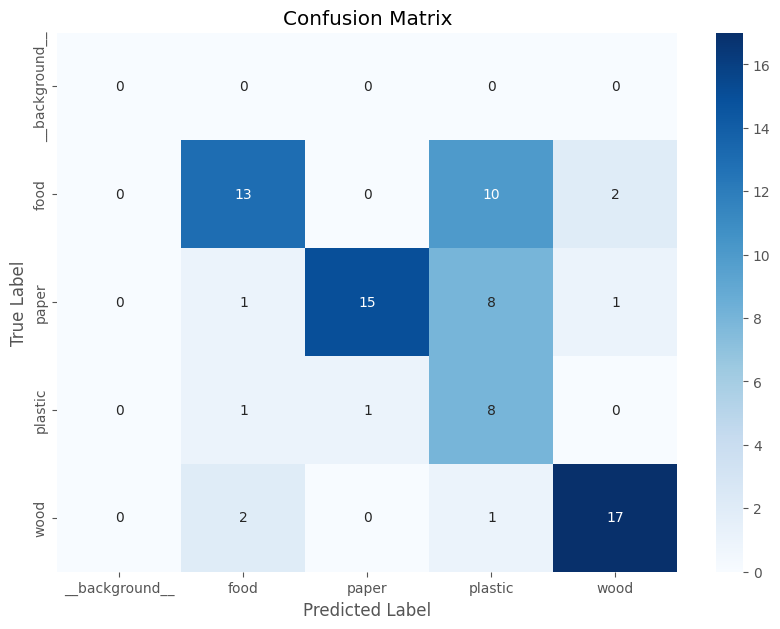 Confusion Matrix
True Label
__background__
0 0 0 0 0
food
0 13 0 10 2
paper
0 1 15 8 1
plastic
0 1 1 8 0
wood
0 2 0 1 17
__background__ food paper plastic wood
Predicted Label
16
14
12
10
8
6
4
2
0